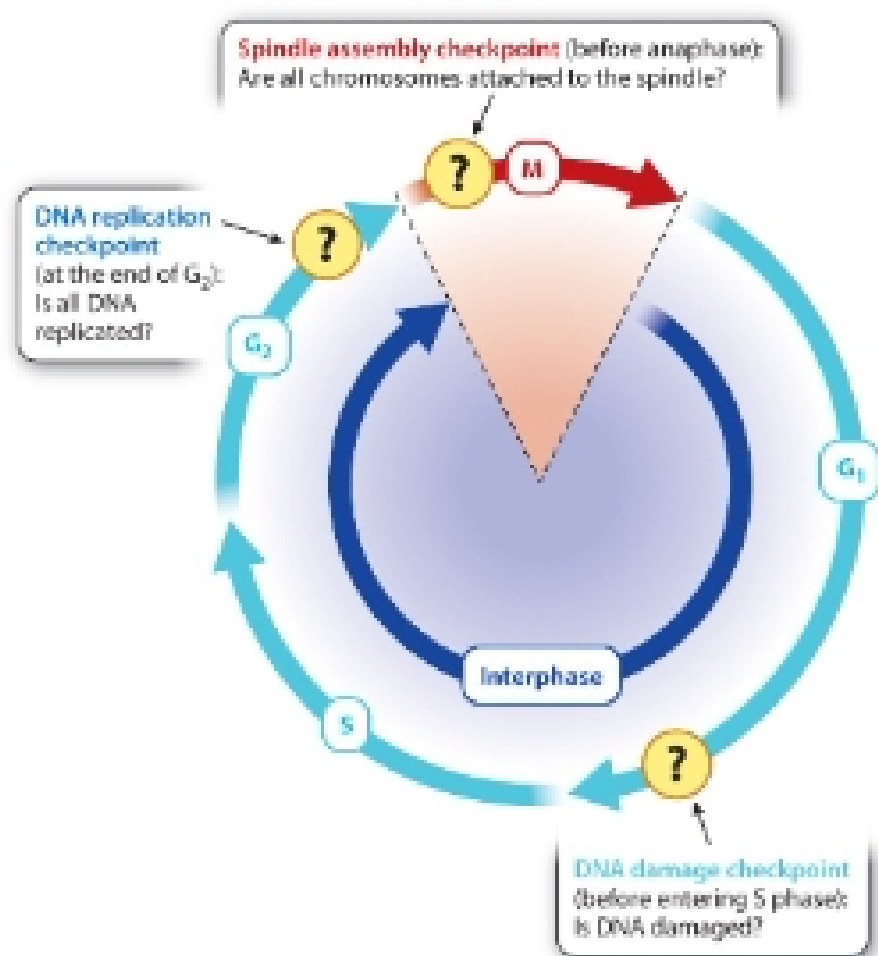 Spindle assembly checkpoint (before anaphase):
Are all chromosomes attached to the spindle?
?
M
DNA replication
checkpoint
(at the end of G₂):
Is all DNA
replicated?
?
G₂
G₁
Interphase
S
?
DNA damage checkpoint
(before entering S phase):
Is DNA damaged?